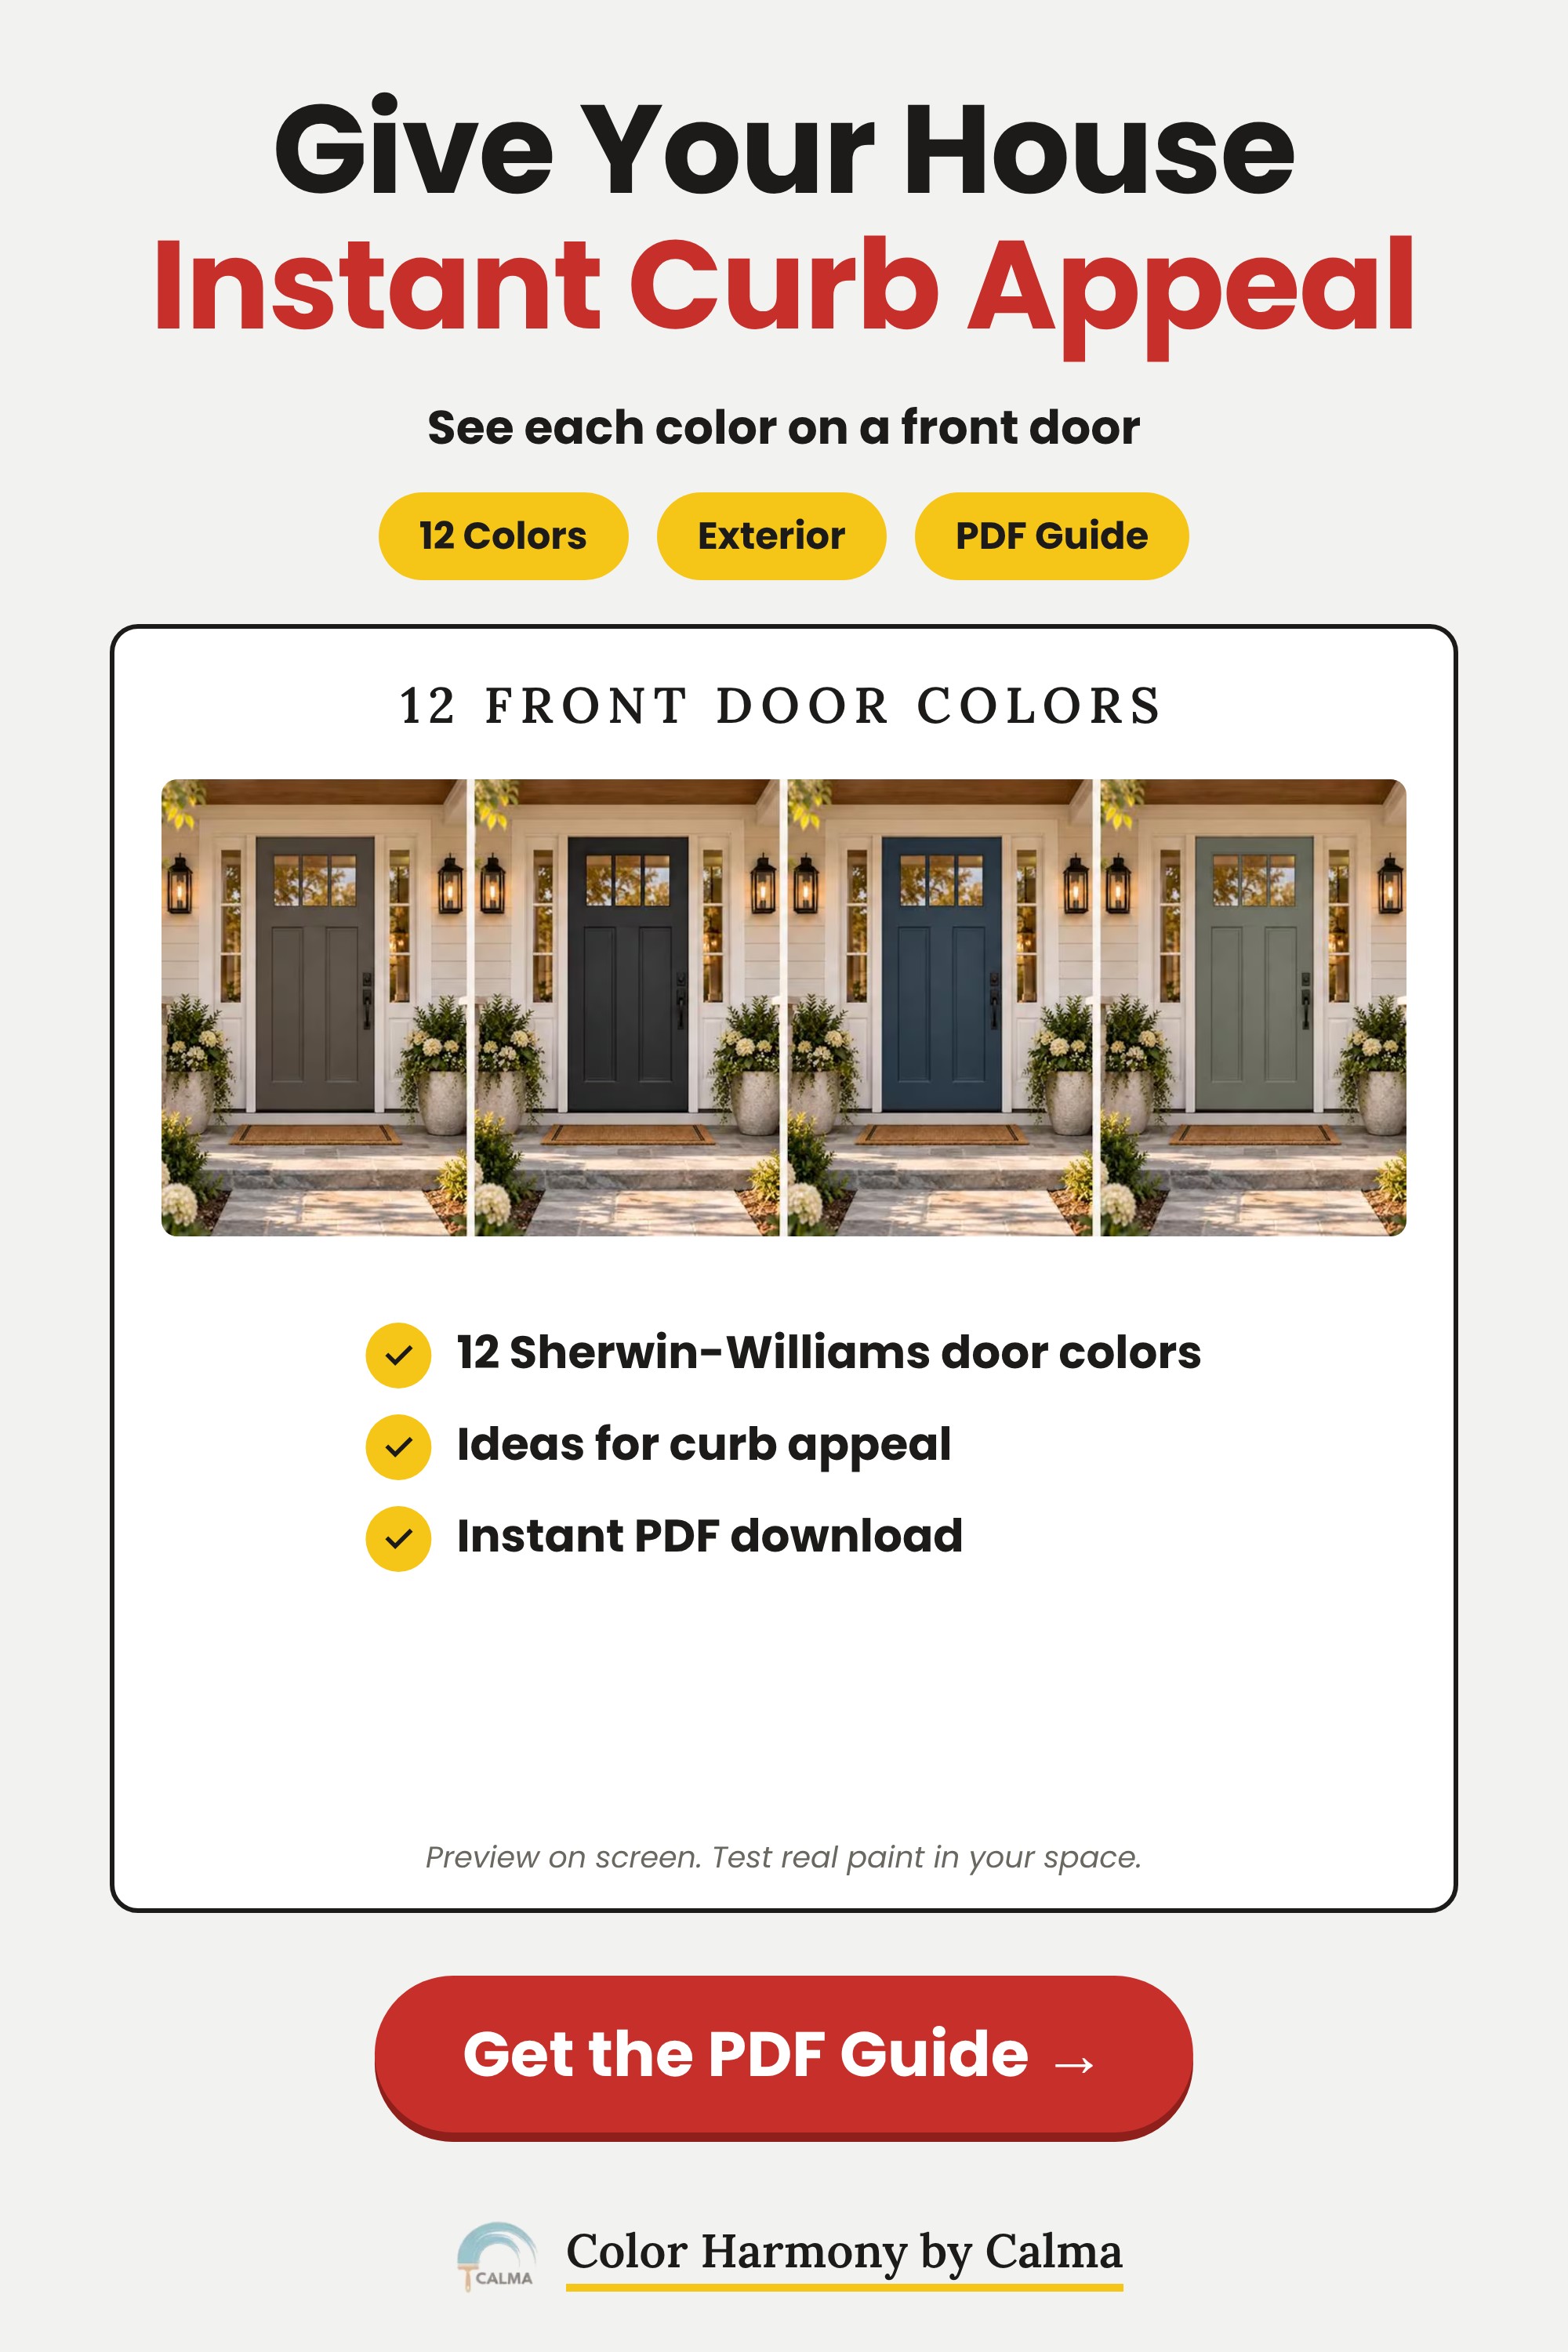 Give Your House
Instant Curb Appeal
See each color on a front door
12 Colors
Exterior
PDF Guide
12 FRONT DOOR COLORS
12 Sherwin-Williams door colors
Ideas for curb appeal
Instant PDF download
Preview on screen. Test real paint in your space.
Get the PDF Guide →
CALMA
Color Harmony by Calma